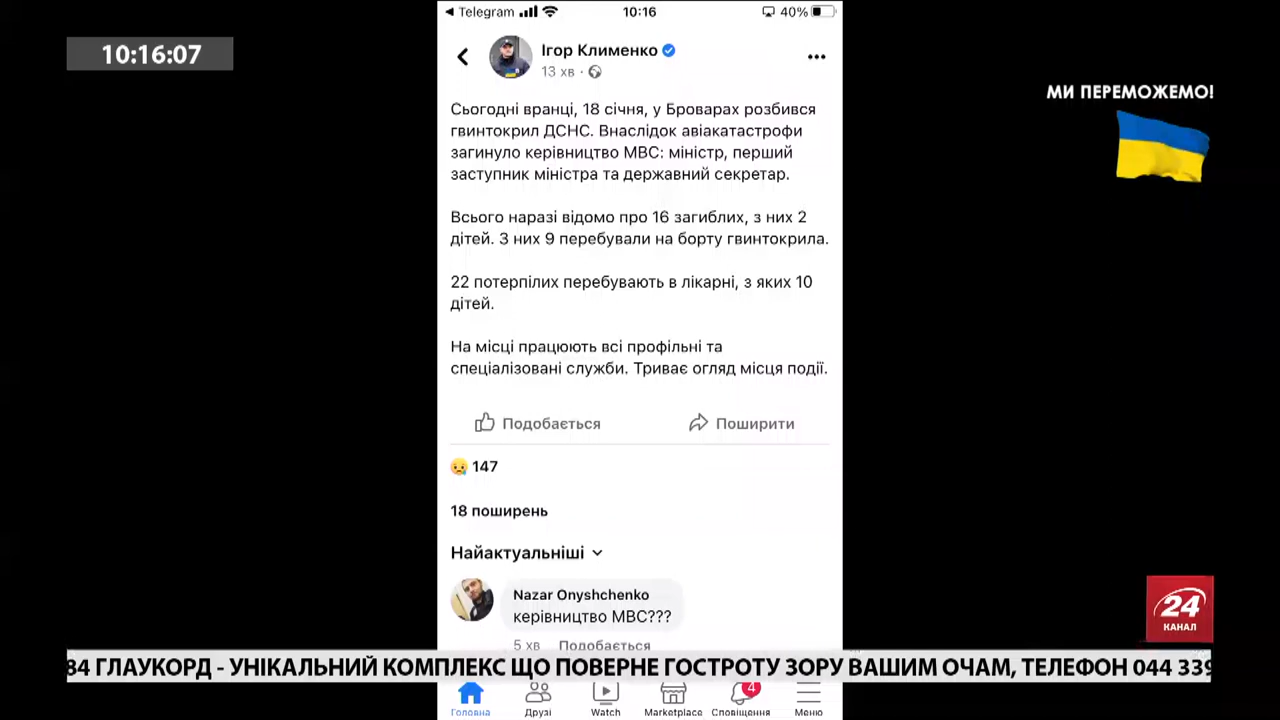 ◄ Telegram
10:16
40%
10:16:07
Ігор Клименко
13 хв ·
МИ ПЕРЕМОЖЕМО!
Сьогодні вранці, 18 січня, у Броварах розбився
гвинтокрил ДСНС. Внаслідок авіакатастрофи
загинуло керівництво МВС: міністр, перший
заступник міністра та державний секретар.
Всього наразі відомо про 16 загиблих, з них 2
дітей. З них 9 перебували на борту гвинтокрила.
22 потерпілих перебувають в лікарні, з яких 10
дітей.
На місці працюють всі профільні та
спеціалізовані служби. Триває огляд місця події.
Подобається
Поширити
147
18 поширень
Найактуальніші
Nazar Onyshchenko
керівництво МВС???
5 хв Подобається
24
КАНАЛ
84 ГЛАУКОРД - УНІКАЛЬНИЙ КОМПЛЕКС ЩО ПОВЕРНЕ ГОСТРОТУ ЗОРУ ВАШИМ ОЧАМ, ТЕЛЕФОН 044 339
4
Головна
Друзі
Watch
Marketplace
Сповіщення
Меню